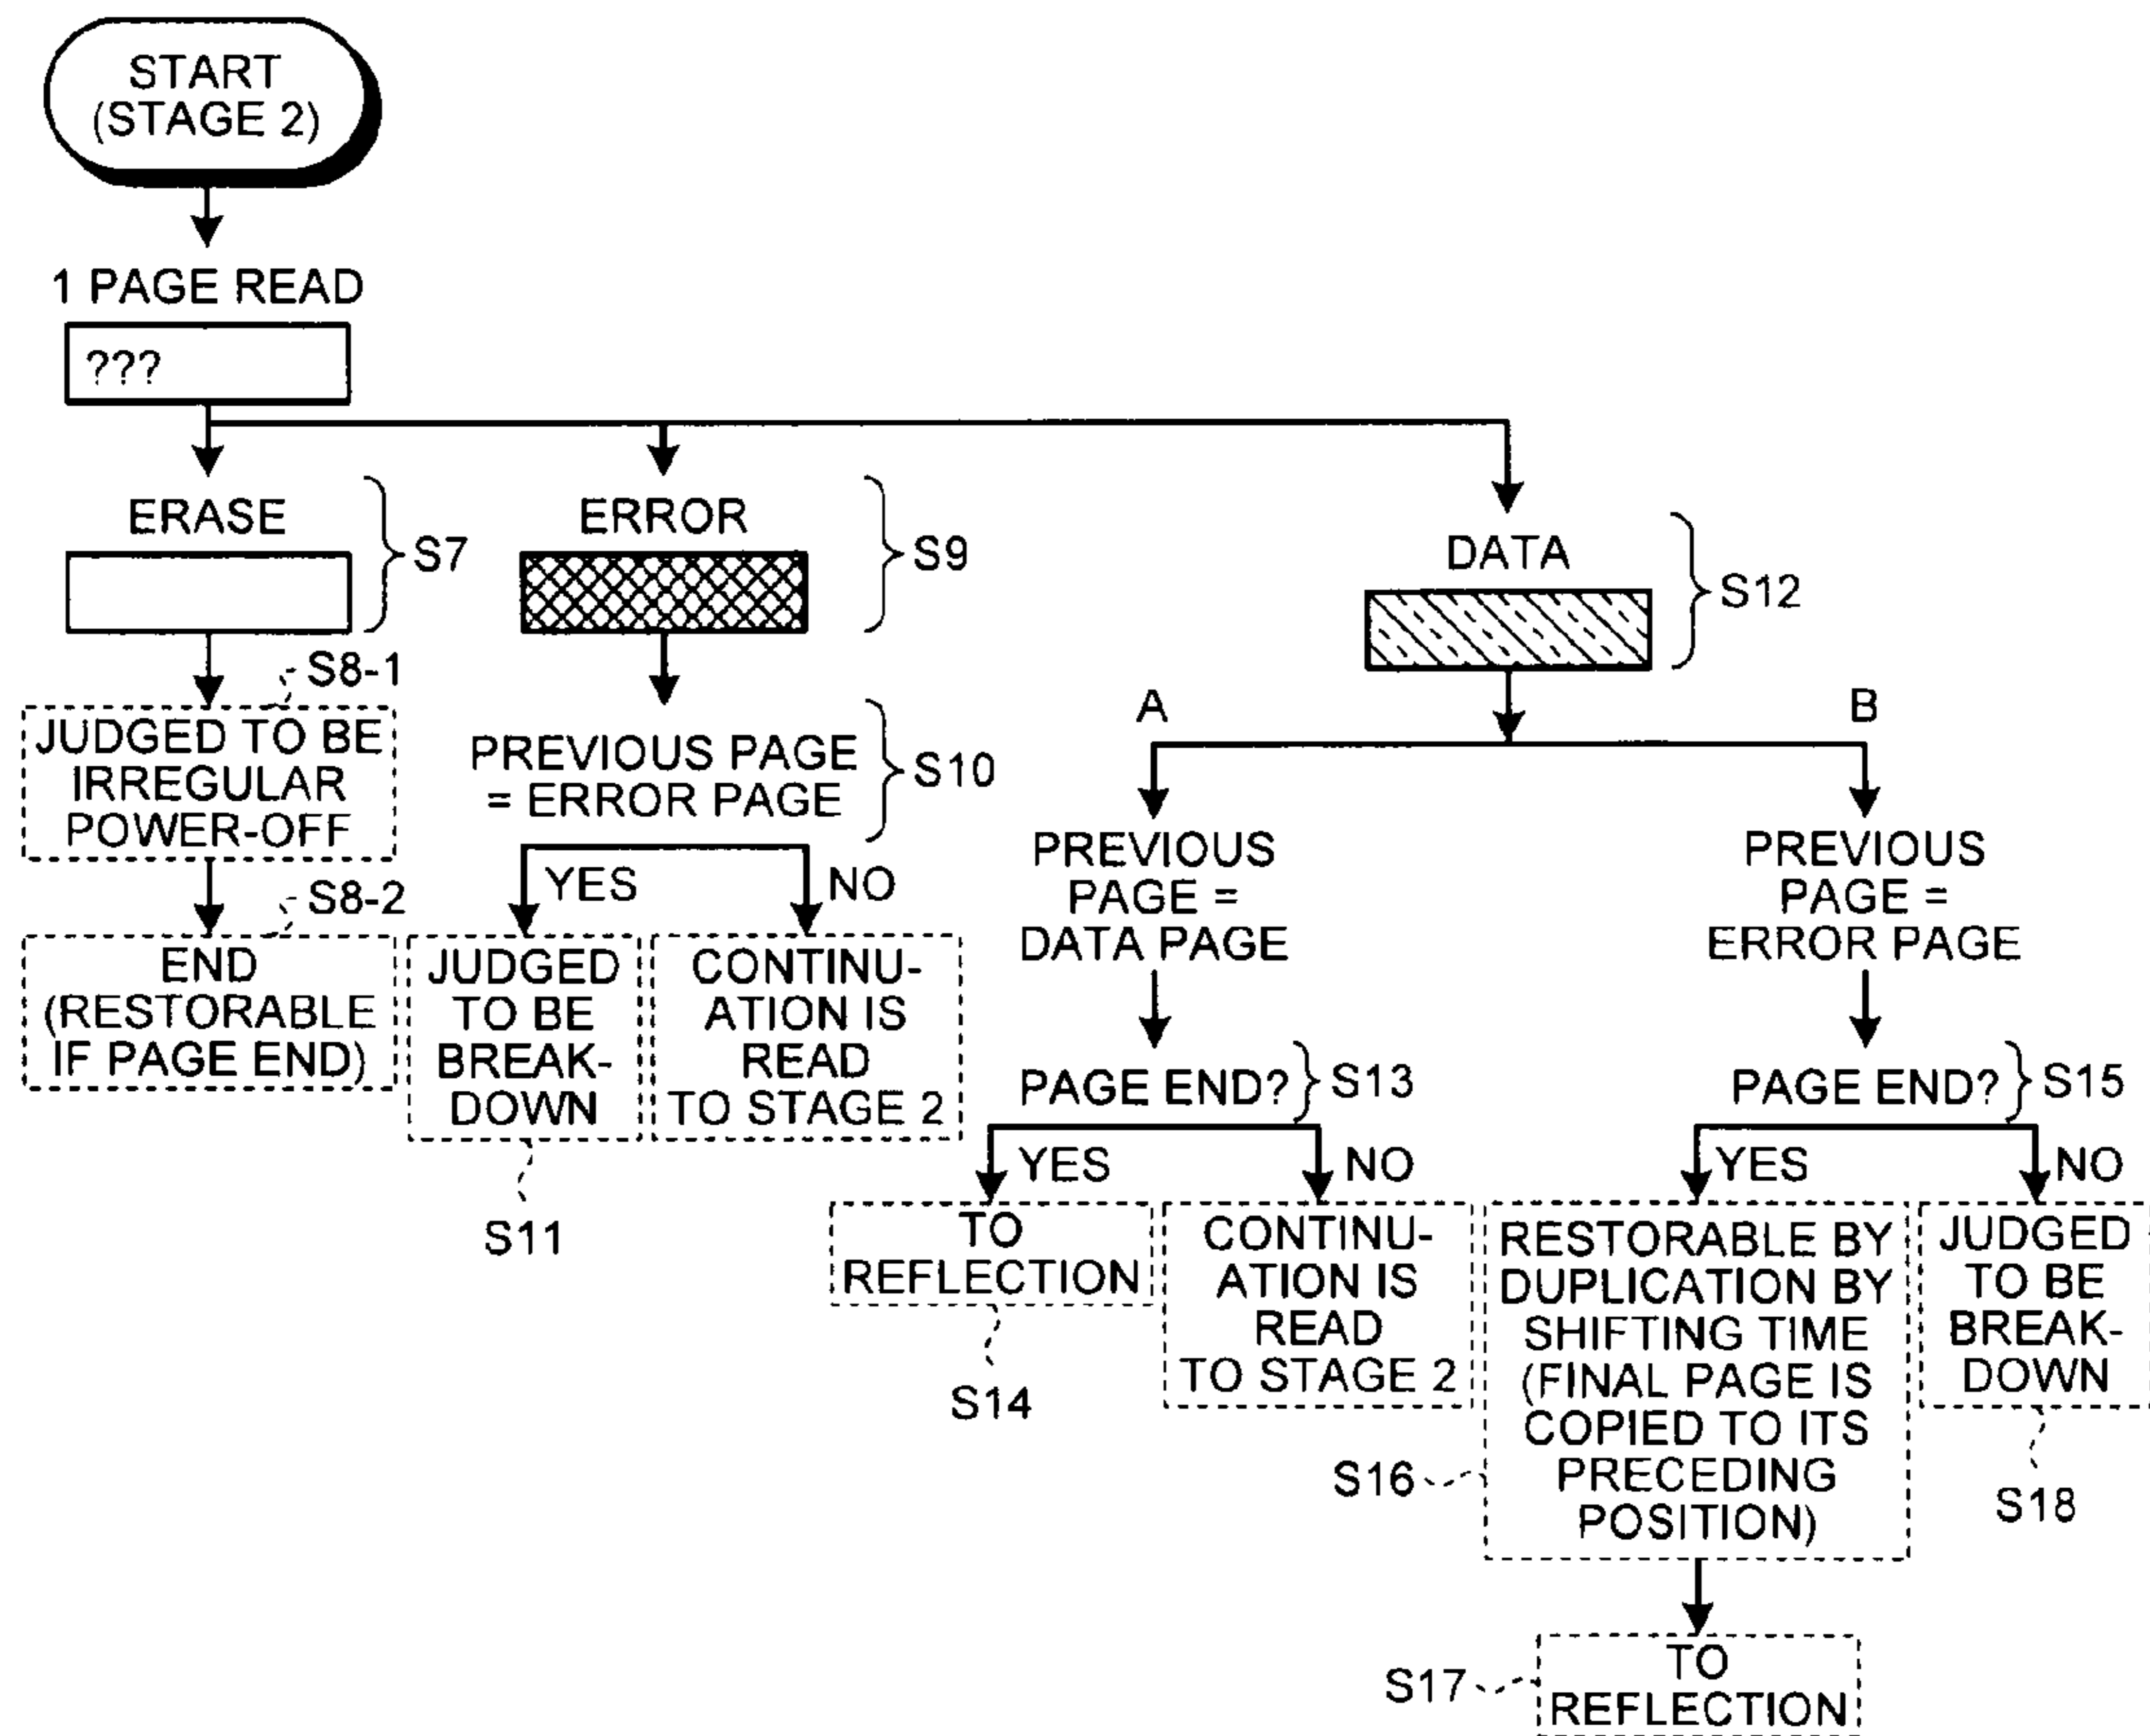 START
(STAGE 2)
1 PAGE READ
???
ERASE
S7
ERROR
S9
DATA
S12
S8-1
JUDGED TO BE
IRREGULAR
POWER-OFF
S8-2
END
(RESTORABLE
IF PAGE END)
PREVIOUS PAGE
= ERROR PAGE
S10
YES
NO
JUDGED
TO BE
BREAK-
DOWN
S11
CONTINU-
ATION IS
READ
TO STAGE 2
A
PREVIOUS
PAGE =
DATA PAGE
PAGE END?
S13
YES
NO
TO
REFLECTION
S14
CONTINU-
ATION IS
READ
TO STAGE 2
B
PREVIOUS
PAGE =
ERROR PAGE
PAGE END?
S15
YES
NO
RESTORABLE BY
DUPLICATION BY
SHIFTING TIME
(FINAL PAGE IS
COPIED TO ITS
PRECEDING
POSITION)
S16
JUDGED
TO BE
BREAK-
DOWN
S18
S17
TO
REFLECTION